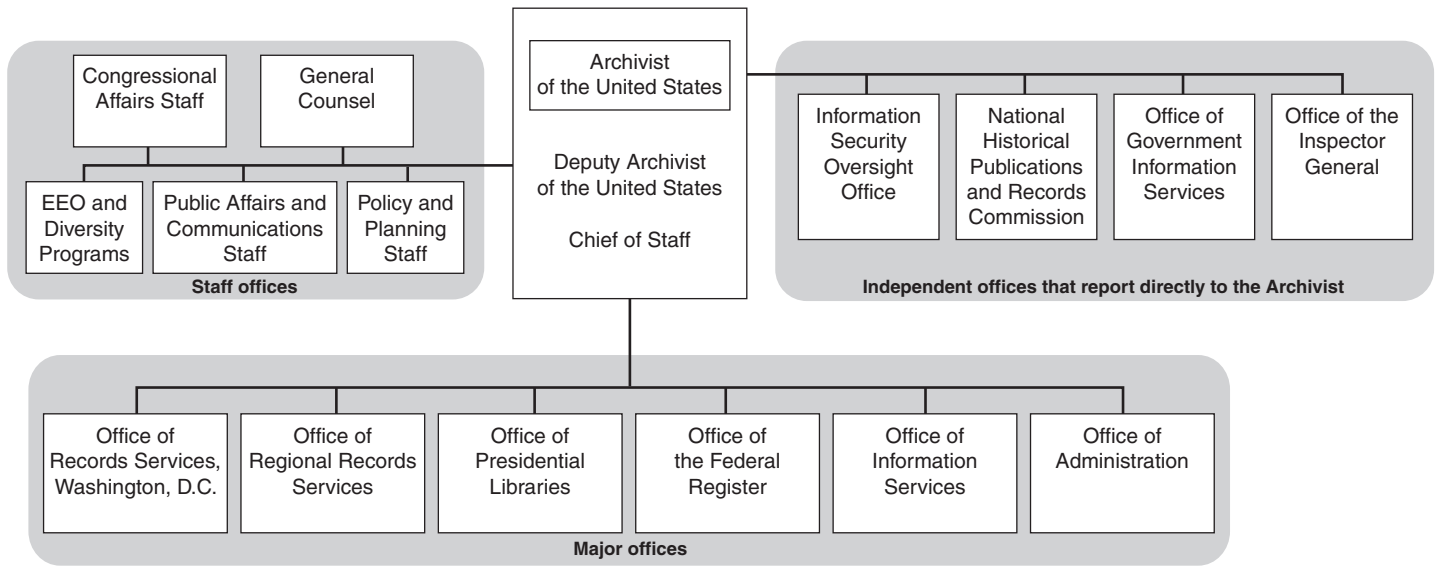 Congressional
Affairs Staff
General
Counsel
EEO and
Diversity
Programs
Public Affairs and
Communications
Staff
Policy and
Planning
Staff
Staff offices
Archivist
of the United States
Deputy Archivist
of the United States
Chief of Staff
Information
Security
Oversight
Office
National
Historical
Publications
and Records
Commission
Office of
Government
Information
Services
Office of the
Inspector
General
Independent offices that report directly to the Archivist
Office of
Records Services,
Washington, D.C.
Office of
Regional Records
Services
Office of
Presidential
Libraries
Office of
the Federal
Register
Office of
Information
Services
Office of
Administration
Major offices